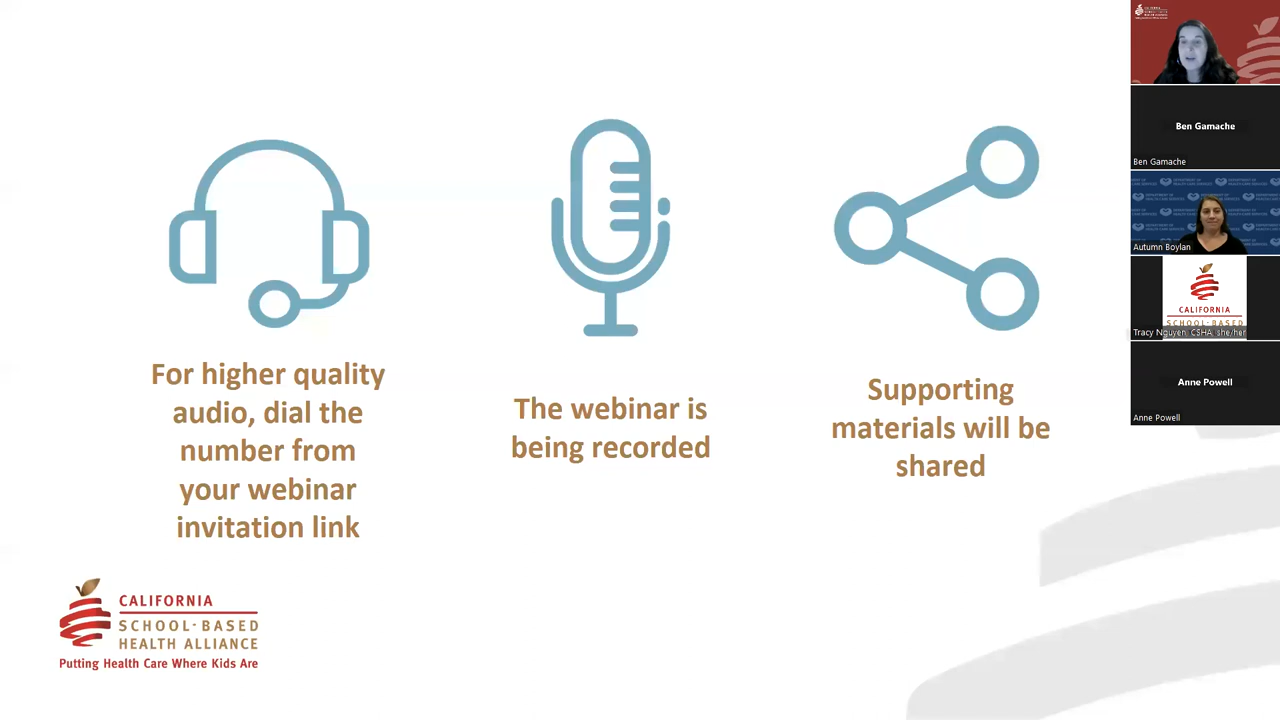 For higher quality
audio, dial the
number from
your webinar
invitation link
The webinar is
being recorded
Supporting
materials will be
shared
CALIFORNIA
SCHOOL-BASED
HEALTH ALLIANCE
Putting Health Care Where Kids Are
Ben Gamache
Ben Gamache
Autumn Boylan
CALIFORNIA
SCHOOL-BASED
Tracy Nguyen, CSHA, she/her
Anne Powell
Anne Powell